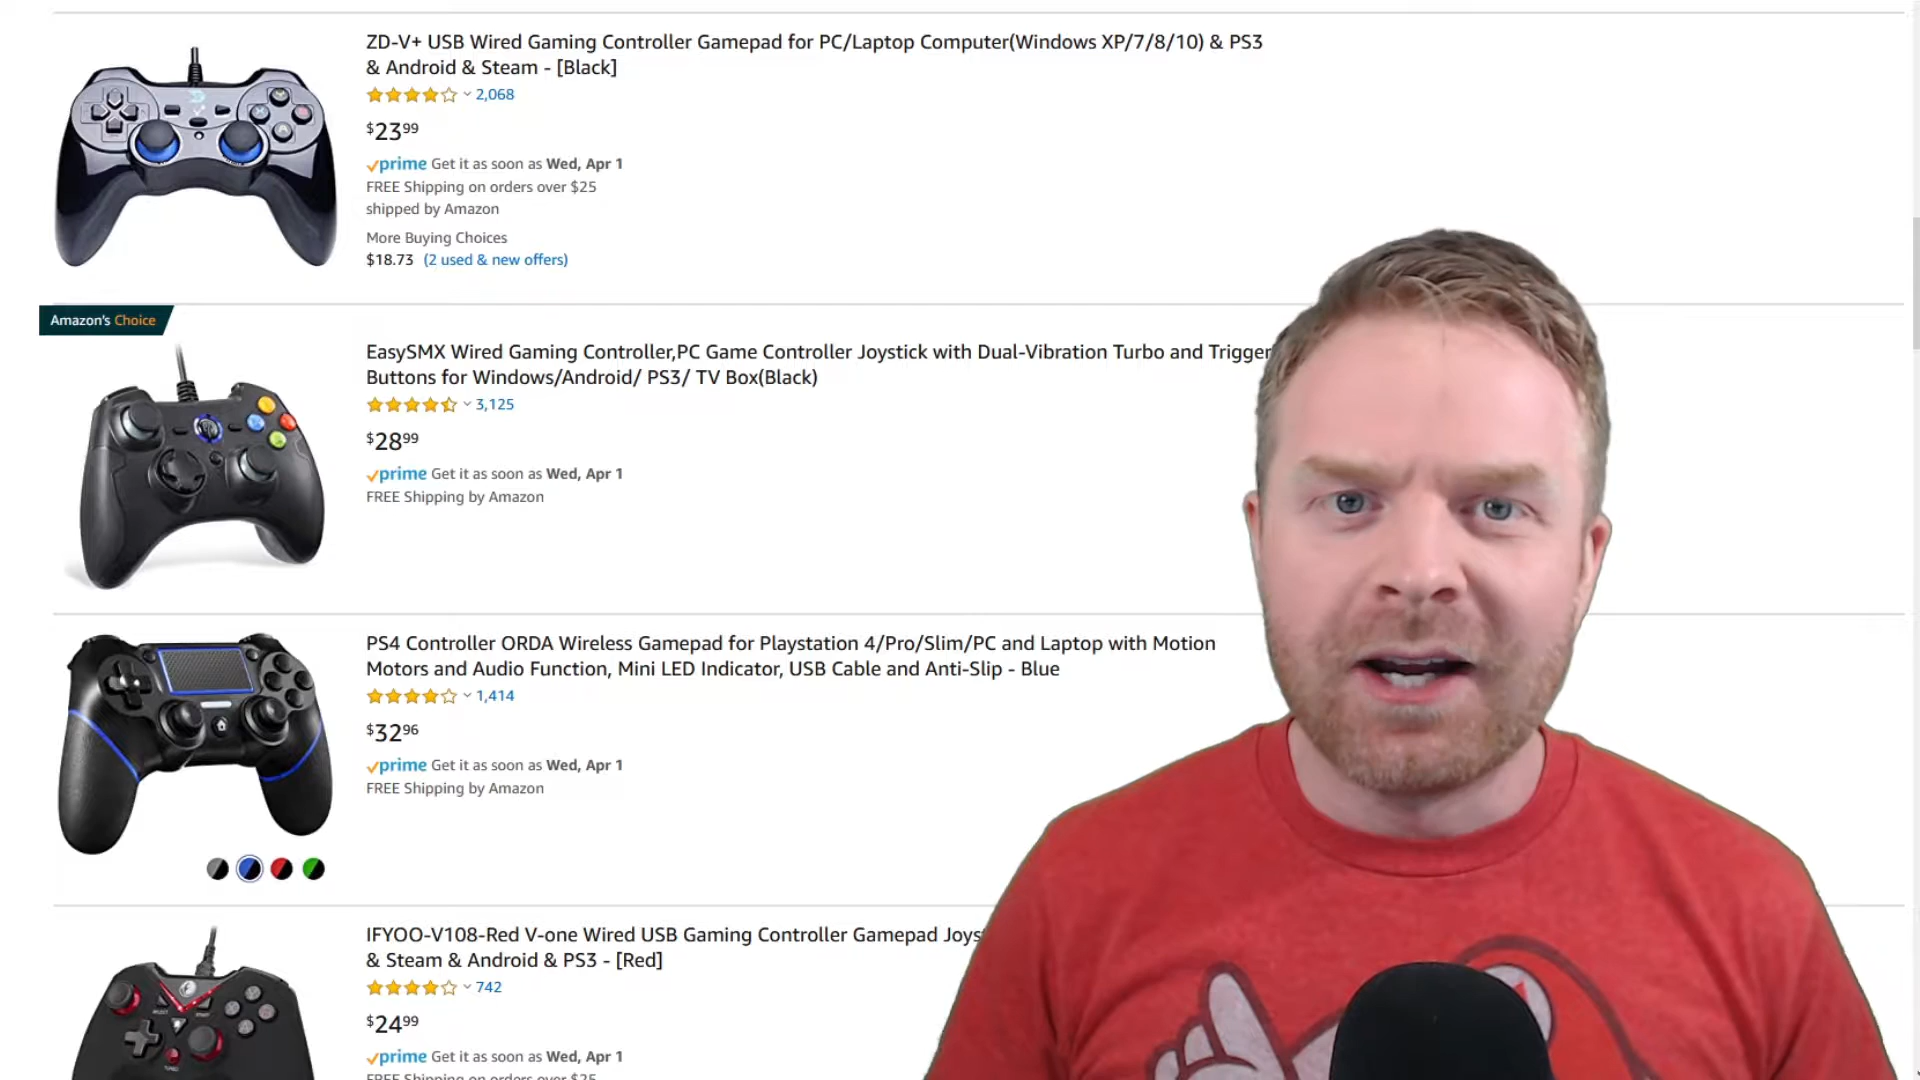 ZD-V+ USB Wired Gaming Controller Gamepad for PC/Laptop Computer(Windows XP/7/8/10) & PS3
& Android & Steam - [Black]
2,068
$23 99
prime Get it as soon as Wed, Apr 1
FREE Shipping on orders over $25
shipped by Amazon
More Buying Choices
$18.73 (2 used & new offers)
Amazon's Choice
EasySMX Wired Gaming Controller,PC Game Controller Joystick with Dual-Vibration Turbo and Trigger
Buttons for Windows/Android/ PS3/ TV Box(Black)
3,125
$28 99
prime Get it as soon as Wed, Apr 1
FREE Shipping by Amazon
PS4 Controller ORDA Wireless Gamepad for Playstation 4/Pro/Slim/PC and Laptop with Motion
Motors and Audio Function, Mini LED Indicator, USB Cable and Anti-Slip - Blue
1,414
$32 96
prime Get it as soon as Wed, Apr 1
FREE Shipping by Amazon
IFYOO-V108-Red V-one Wired USB Gaming Controller Gamepad Joys
& Steam & Android & PS3 - [Red]
742
$24 99
prime Get it as soon as Wed, Apr 1
FREE Shipping on orders over $25